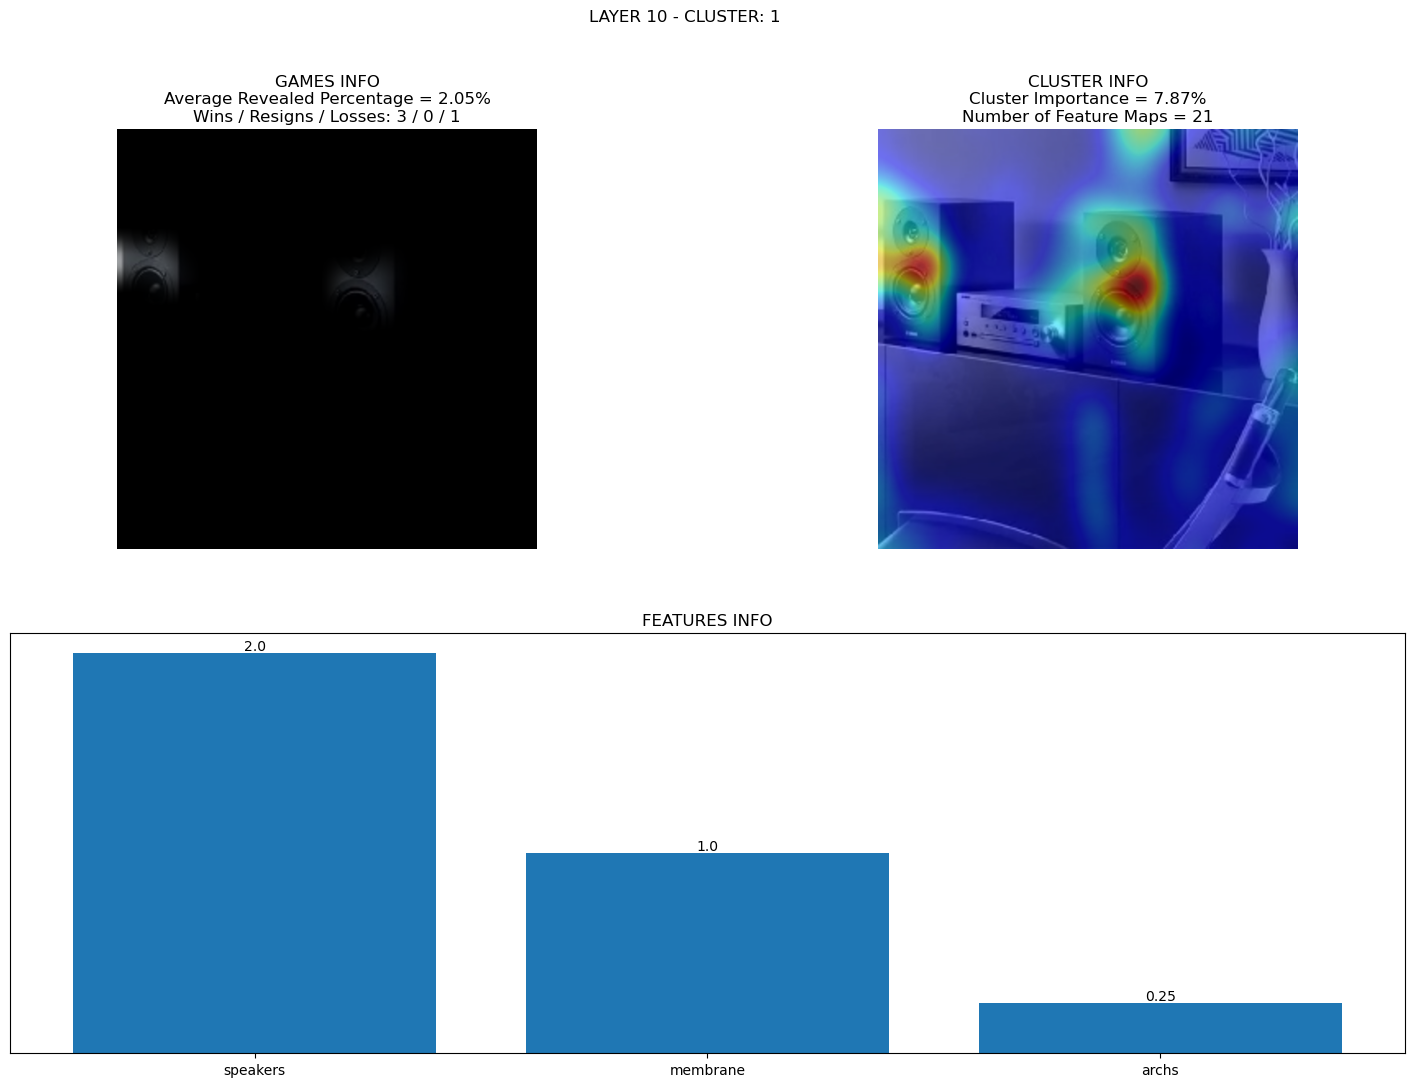 LAYER 10 - CLUSTER: 1
GAMES INFO
Average Revealed Percentage = 2.05%
Wins / Resigns / Losses: 3 / 0 / 1
CLUSTER INFO
Cluster Importance = 7.87%
Number of Feature Maps = 21
FEATURES INFO
2.0
1.0
0.25
speakers
membrane
archs